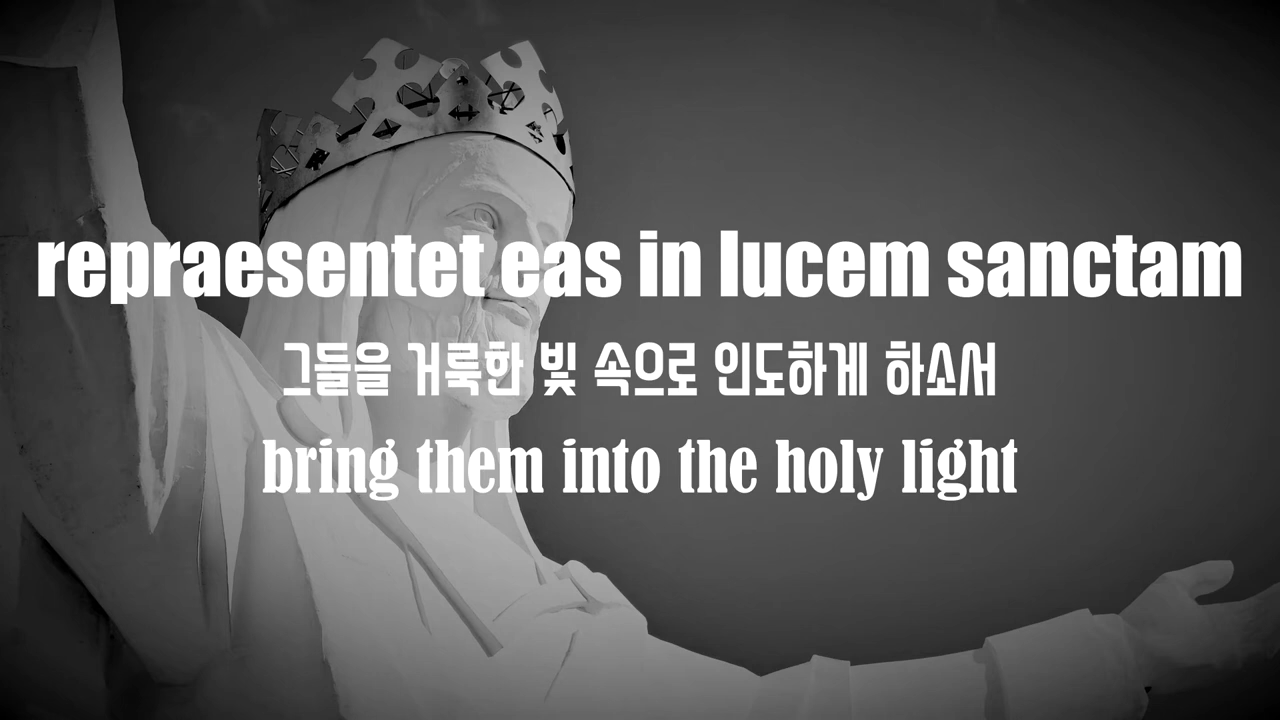 repraesentet eas in lucem sanctam
그들을 거룩한 빛 속으로 인도하게 하소서
bring them into the holy light